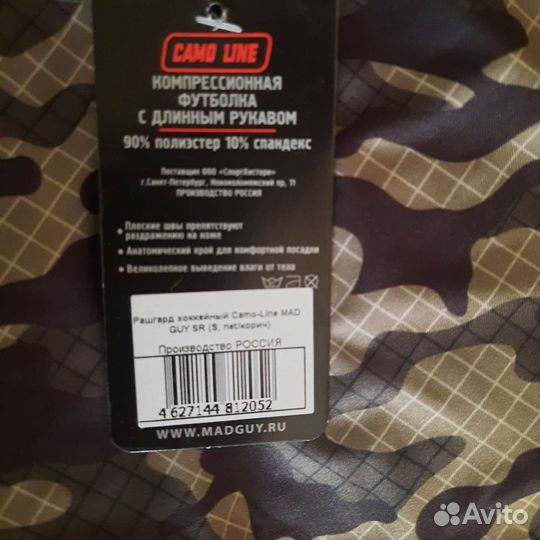 CAMO LINE
КОМПРЕССИОННАЯ
ФУТБОЛКА
С ДЛИННЫМ РУКАВОМ
90% полиэстер 10% спандекс
Поставщик ООО «СпортХистори»
г.Санкт-Петербург, Новоколомяжский пр, 11
ПРОИЗВОДСТВО РОССИЯ
• Плоские швы препятствуют
раздражению на коже
• Анатомический крой для комфортной посадки
• Великолепное выведение влаги от тела
Рашгард хоккейный Camo-Line MAD
GUY SR (S, net/корич)
Производство РОССИЯ
4 627144 812052
WWW.MADGUY.RU
Avito